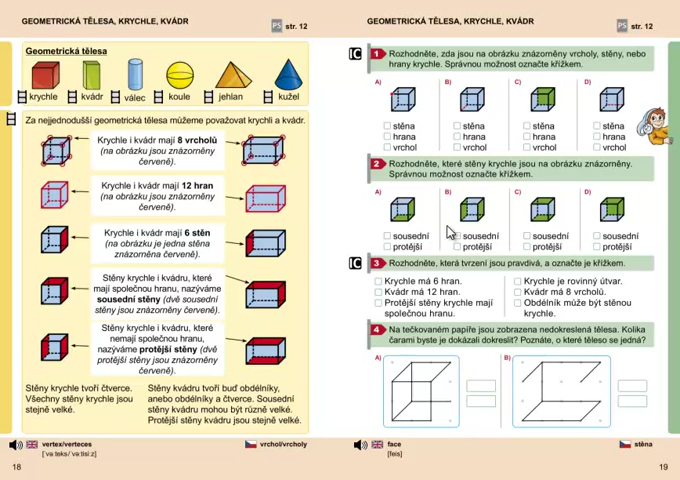 GEOMETRICKÁ TĚLESA, KRYCHLE, KVÁDR
PS str. 12
Geometrická tělesa
krychle
kvádr
válec
koule
jehlan
kužel
Za nejjednodušší geometrická tělesa můžeme považovat krychli a kvádr.
Krychle i kvádr mají 8 vrcholů
(na obrázku jsou znázorněny
červeně).
Krychle i kvádr mají 12 hran
(na obrázku jsou znázorněny
červeně).
Krychle i kvádr mají 6 stěn
(na obrázku je jedna stěna
znázorněna červeně).
Stěny krychle i kvádru, které
mají společnou hranu, nazýváme
sousední stěny (dvě sousední
stěny jsou znázorněny červeně).
Stěny krychle i kvádru, které
nemají společnou hranu,
nazýváme protější stěny (dvě
protější stěny jsou znázorněny
červeně).
Stěny krychle tvoří čtverce.
Všechny stěny krychle jsou
stejně velké.
Stěny kvádru tvoří buď obdélníky,
anebo obdélníky a čtverce. Sousední
stěny kvádru mohou být různě velké.
Protější stěny kvádru jsou stejně velké.
vertex/verteces
vrchol/vrcholy
18
GEOMETRICKÁ TĚLESA, KRYCHLE, KVÁDR
PS str. 12
1 Rozhodněte, zda jsou na obrázku znázorněny vrcholy, stěny, nebo
hrany krychle. Správnou možnost označte křížkem.
A) B) C) D)
stěna stěna stěna stěna
hrana hrana hrana hrana
vrchol vrchol vrchol vrchol
2 Rozhodněte, které stěny krychle jsou na obrázku znázorněny.
Správnou možnost označte křížkem.
A) B) C) D)
sousední sousední sousední sousední
protější protější protější protější
3 Rozhodněte, která tvrzení jsou pravdivá, a označte je křížkem.
Krychle má 6 hran.
Kvádr má 12 hran.
Protější stěny krychle mají
společnou hranu.
Krychle je rovinný útvar.
Kvádr má 8 vrcholů.
Obdélník může být stěnou
krychle.
4 Na tečkovaném papíře jsou zobrazena nedokreslená tělesa. Kolika
čarami byste je dokázali dokreslit? Poznáte, o které těleso se jedná?
A) B)
face
[feis]
stěna
19